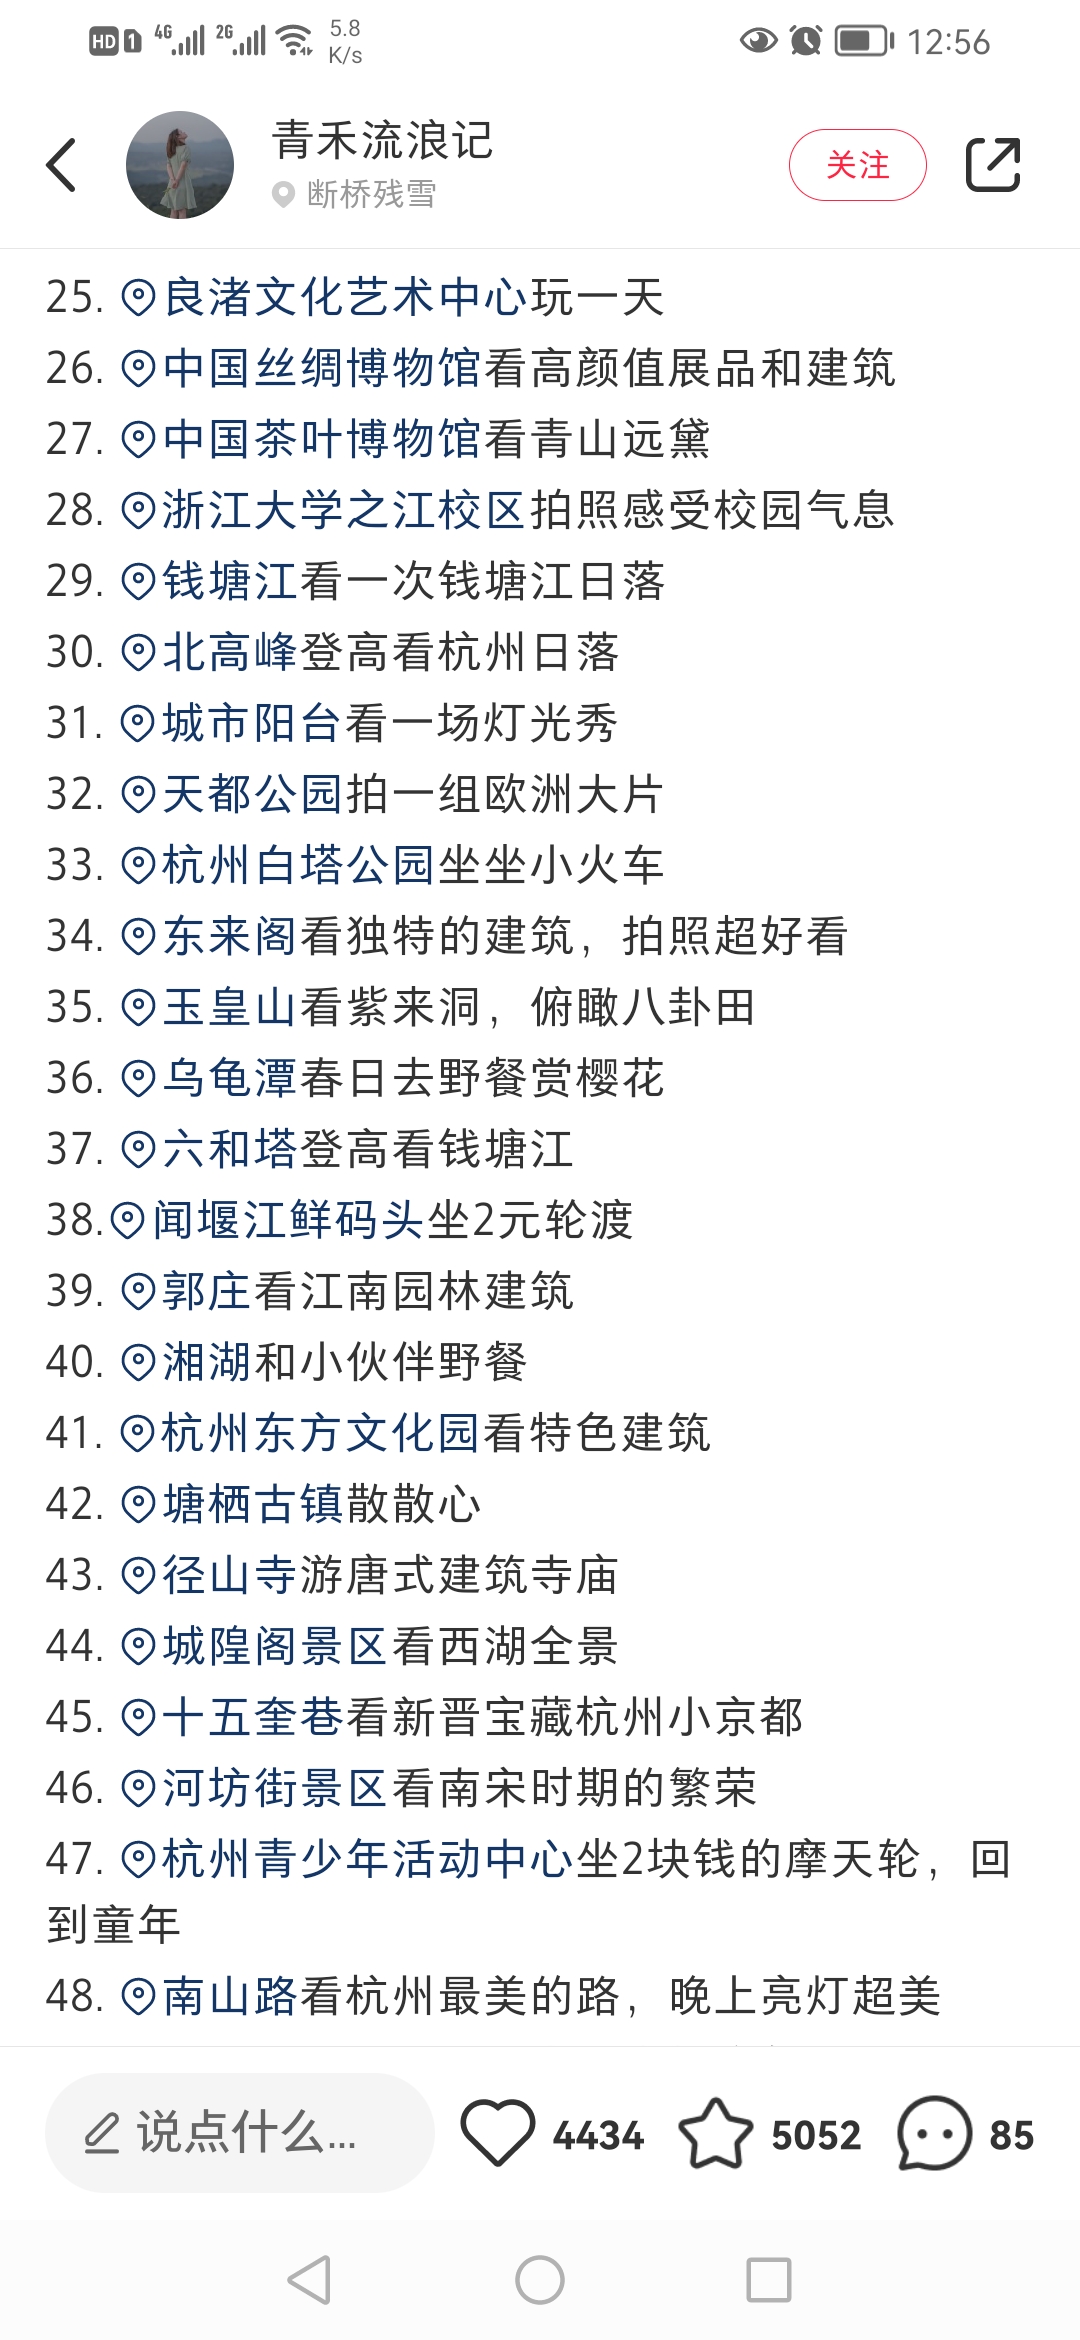 HD 1 4G 2G 5.8 K/s 12:56
青禾流浪记
断桥残雪
关注
25. 良渚文化艺术中心玩一天
26. 中国丝绸博物馆看高颜值展品和建筑
27. 中国茶叶博物馆看青山远黛
28. 浙江大学之江校区拍照感受校园气息
29. 钱塘江看一次钱塘江日落
30. 北高峰登高看杭州日落
31. 城市阳台看一场灯光秀
32. 天都公园拍一组欧洲大片
33. 杭州白塔公园坐坐小火车
34. 东来阁看独特的建筑，拍照超好看
35. 玉皇山看紫来洞，俯瞰八卦田
36. 乌龟潭春日去野餐赏樱花
37. 六和塔登高看钱塘江
38. 闻堰江鲜码头坐2元轮渡
39. 郭庄看江南园林建筑
40. 湘湖和小伙伴野餐
41. 杭州东方文化园看特色建筑
42. 塘栖古镇散散心
43. 径山寺游唐式建筑寺庙
44. 城隍阁景区看西湖全景
45. 十五奎巷看新晋宝藏杭州小京都
46. 河坊街景区看南宋时期的繁荣
47. 杭州青少年活动中心坐2块钱的摩天轮，回
到童年
48. 南山路看杭州最美的路，晚上亮灯超美
说点什么... 4434 5052 85